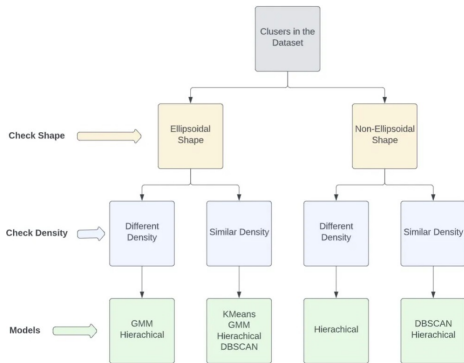 Clusers in the
Dataset
Check Shape
Ellipsoidal
Shape
Non-Ellipsoidal
Shape
Check Density
Different
Density
Similar Density
Different
Density
Similar Density
Models
GMM
Hierachical
KMeans
GMM
Hierachical
DBSCAN
Hierachical
DBSCAN
Hierachical